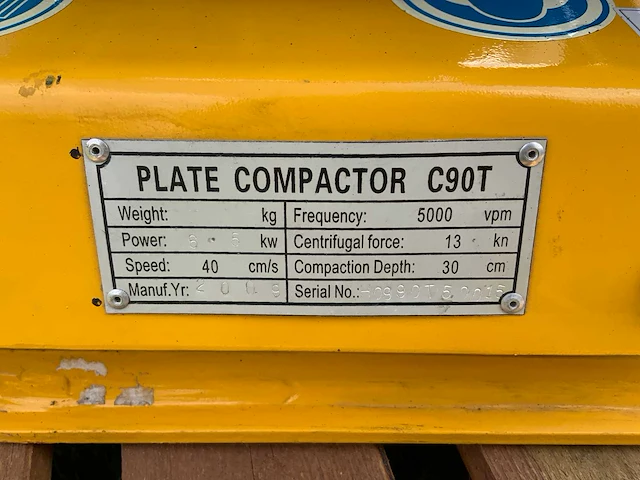 PLATE COMPACTOR C90T
Weight: kg Frequency: 5000 vpm
Power: kw Centrifugal force: 13 kn
Speed: 40 cm/s Compaction Depth: 30 cm
Manuf.Yr: Serial No.: